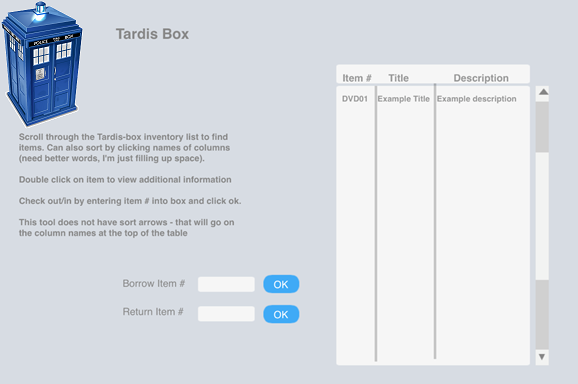 POLICE BOX
Tardis Box
Item # Title Description
DVD01 Example Title Example description
Scroll through the Tardis-box inventory list to find
items. Can also sort by clicking names of columns
(need better words, I'm just filling up space).
Double click on item to view additional information
Check out/in by entering item # into box and click ok.
This tool does not have sort arrows - that will go on
the column names at the top of the table
Borrow Item # OK
Return Item # OK